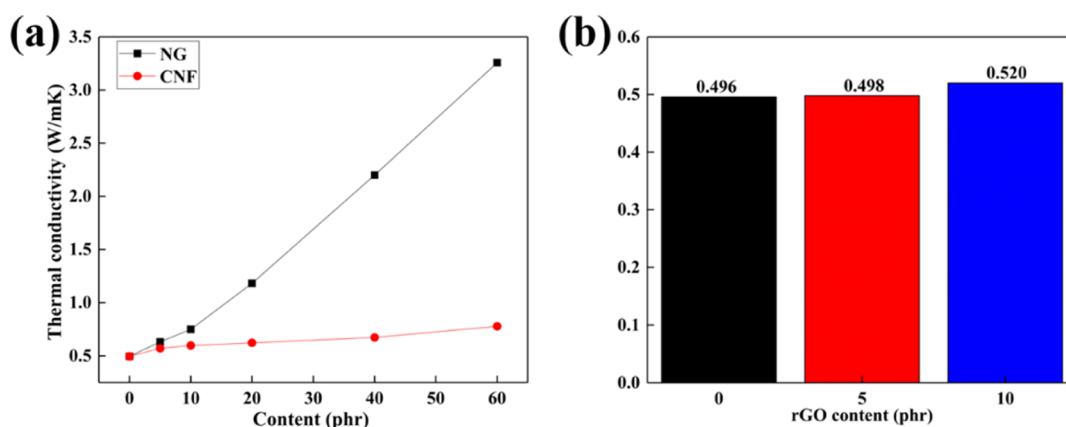 (a)
NG
CNF
Thermal conductivity (W/mK)
3.5
3.0
2.5
2.0
1.5
1.0
0.5
0 10 20 30 40 50 60
Content (phr)
(b)
0.6
0.5
0.4
0.3
0.2
0.1
0.0
0.496 0.498 0.520
0 5 10
rGO content (phr)